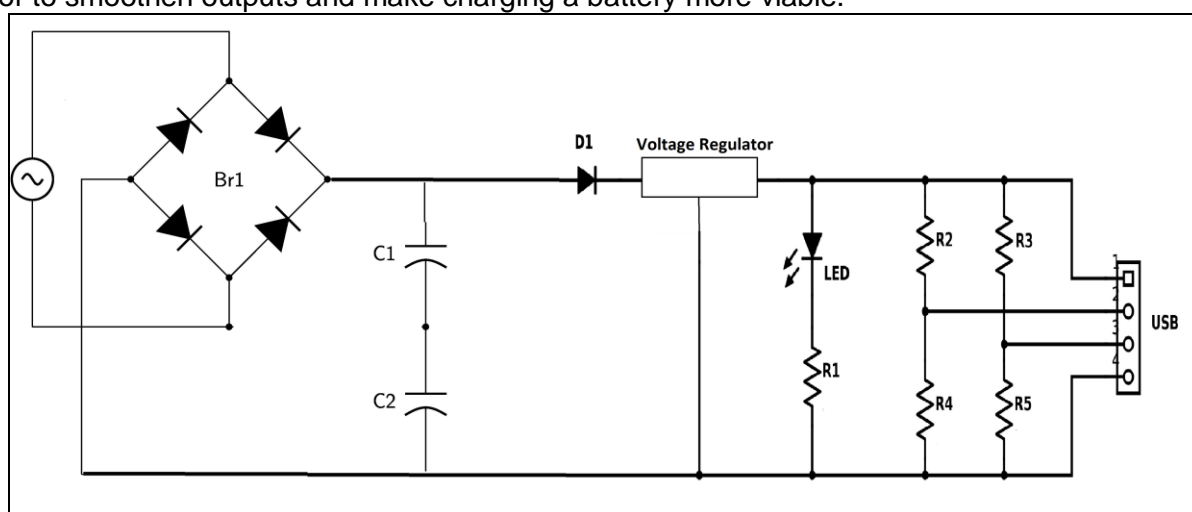 or to smoothen outputs and make charging a battery more viable.
D1
Voltage Regulator
Br1
C1
R2
R3
LED
1
2
3
4
USB
R1
C2
R4
R5